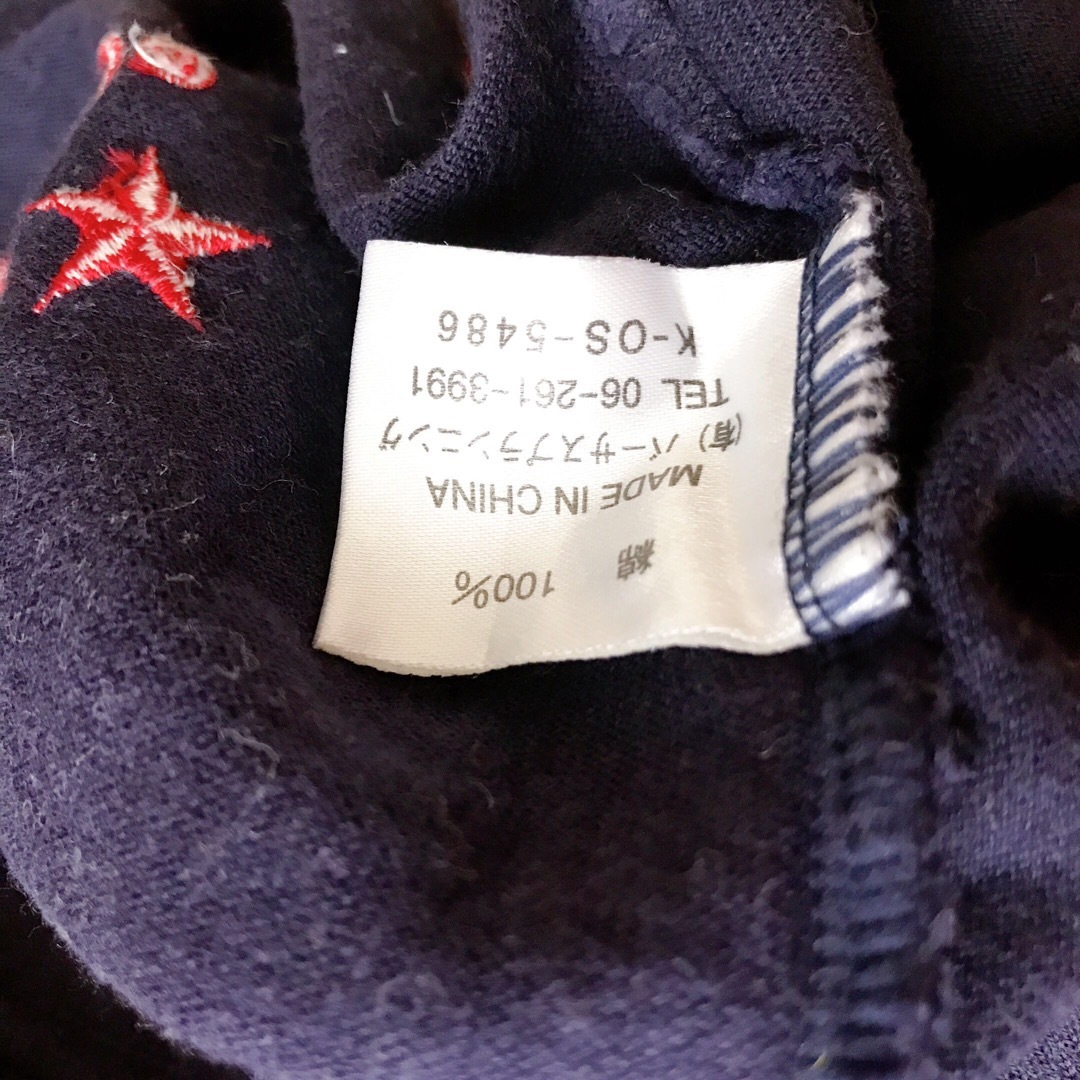 綿 100%
MADE IN CHINA
(有) バーサスプランニング
TEL 06-261-3991
K-OS-5486